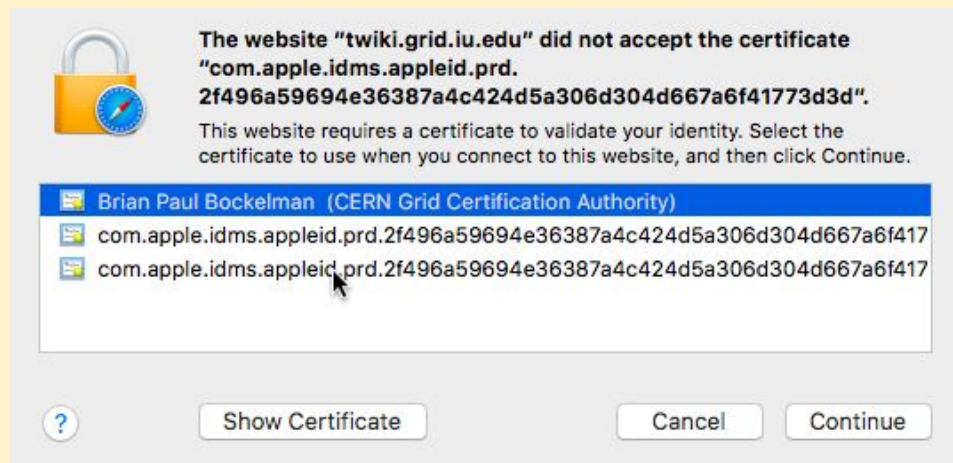 The website "twiki.grid.iu.edu" did not accept the certificate
"com.apple.idms.appleid.prd.
2f496a59694e36387a4c424d5a306d304d667a6f41773d3d".
This website requires a certificate to validate your identity. Select the
certificate to use when you connect to this website, and then click Continue.
Brian Paul Bockelman (CERN Grid Certification Authority)
com.apple.idms.appleid.prd.2f496a59694e36387a4c424d5a306d304d667a6f417
com.apple.idms.appleid.prd.2f496a59694e36387a4c424d5a306d304d667a6f417
? Show Certificate Cancel Continue